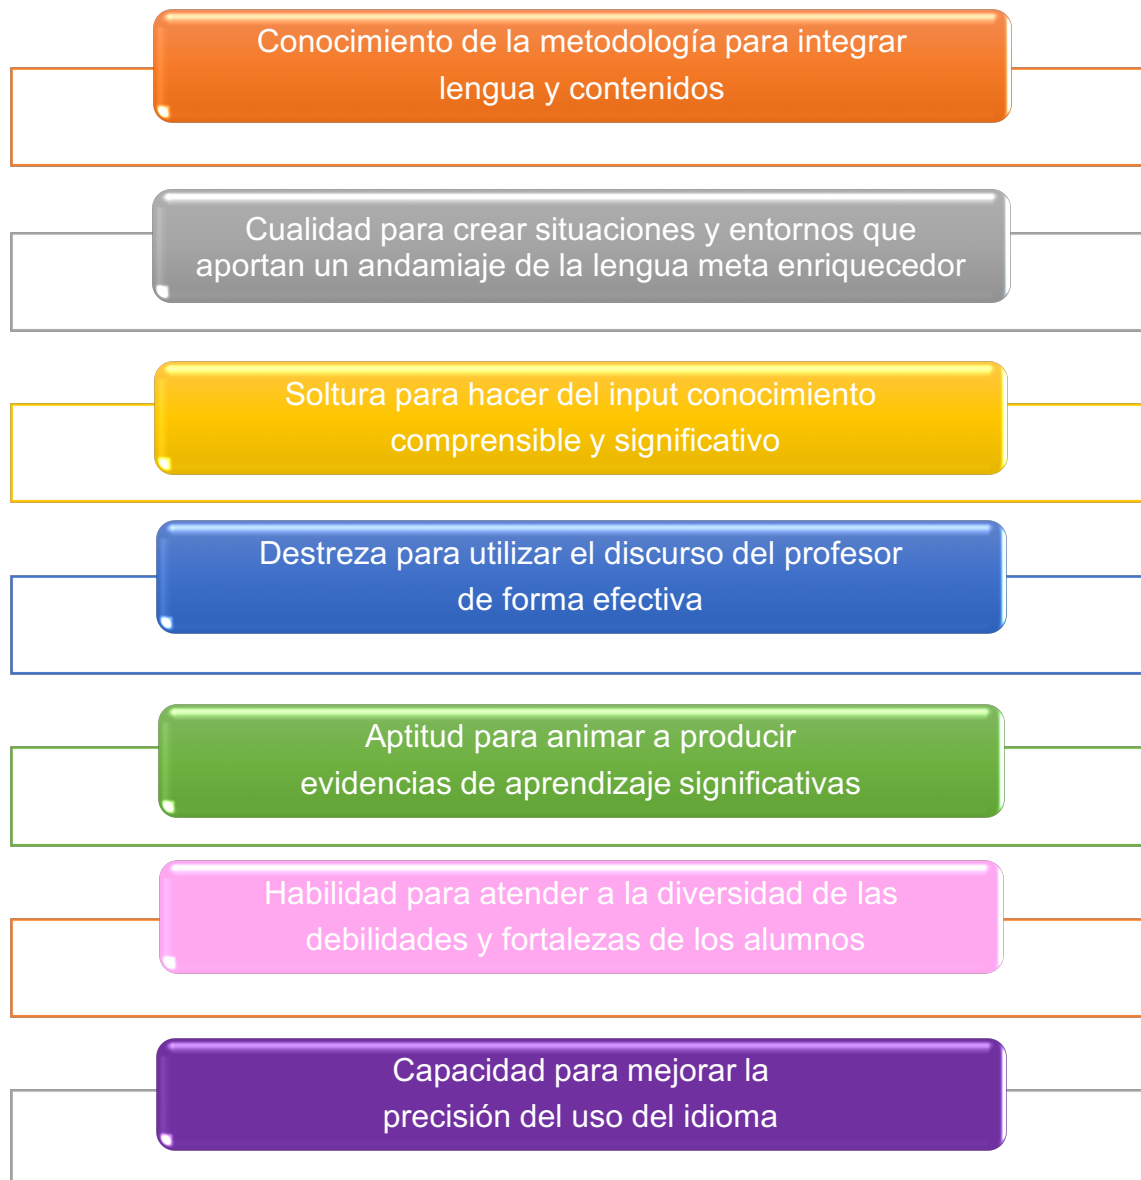 Conocimiento de la metodología para integrar
lengua y contenidos
Cualidad para crear situaciones y entornos que
aportan un andamiaje de la lengua meta enriquecedor
Soltura para hacer del input conocimiento
comprensible y significativo
Destreza para utilizar el discurso del profesor
de forma efectiva
Aptitud para animar a producir
evidencias de aprendizaje significativas
Habilidad para atender a la diversidad de las
debilidades y fortalezas de los alumnos
Capacidad para mejorar la
precisión del uso del idioma